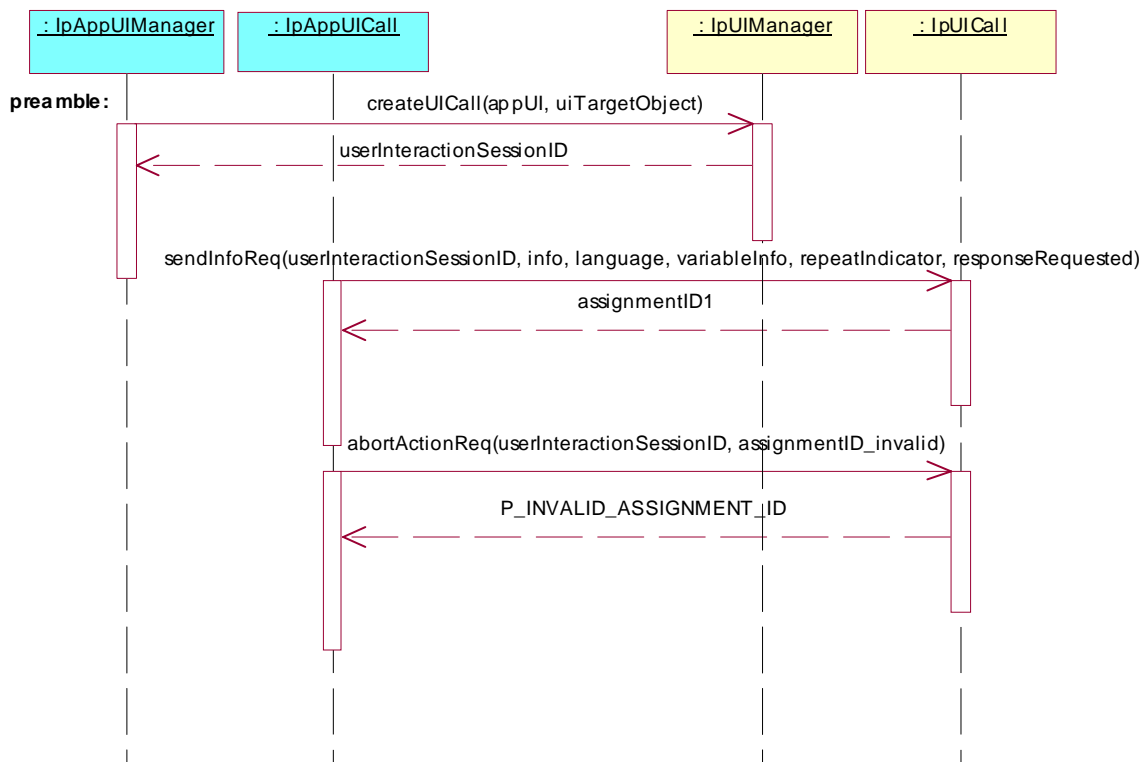 : IpAppUIManager
: IpAppUICall
: IpUIManager
: IpUICall
preamble:
createUICall(appUI, uiTargetObject)
userInteractionSessionID
sendInfoReq(userInteractionSessionID, info, language, variableInfo, repeatIndicator, responseRequested)
assignmentID1
abortActionReq(userInteractionSessionID, assignmentID_invalid)
P_INVALID_ASSIGNMENT_ID